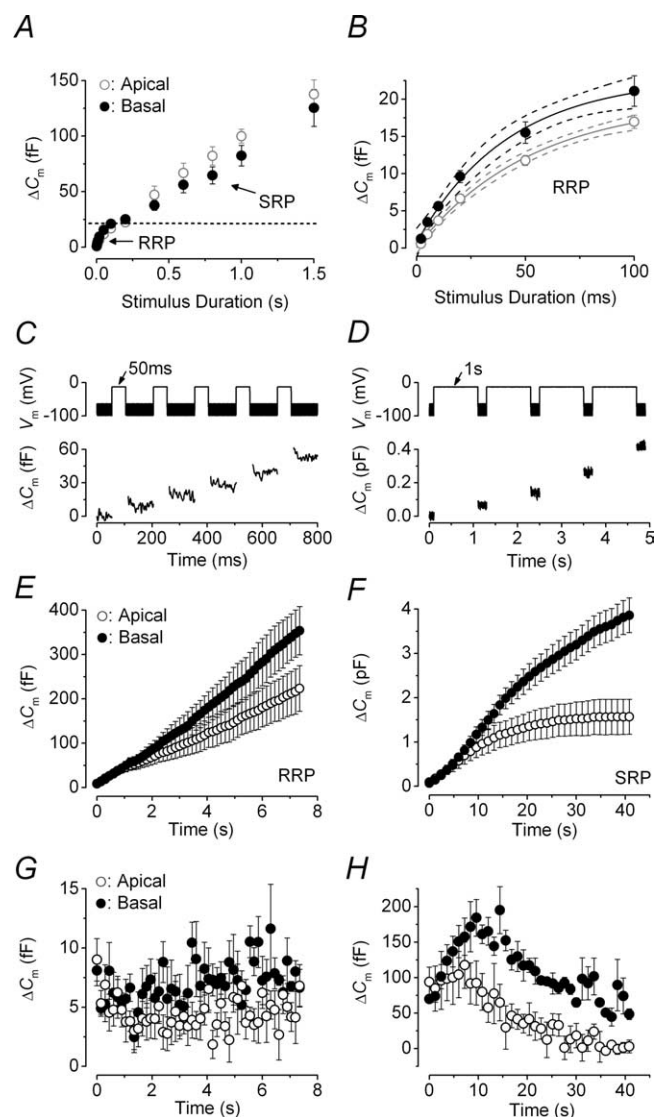 A
B
150
○: Apical
●: Basal
100
50
0
ΔCm (fF)
SRP
RRP
0.0 0.5 1.0 1.5
Stimulus Duration (s)
20
15
10
5
0
ΔCm (fF)
RRP
0 50 100
Stimulus Duration (ms)
C
D
50ms
0
-100
Vm (mV)
60
30
0
ΔCm (fF)
0 200 400 600 800
Time (ms)
1s
0
-100
Vm (mV)
0.4
0.2
0.0
ΔCm (pF)
0 1 2 3 4 5
Time (s)
E
F
400
○: Apical
●: Basal
300
200
100
0
ΔCm (fF)
RRP
0 2 4 6 8
Time (s)
4
3
2
1
0
ΔCm (pF)
SRP
0 10 20 30 40
Time (s)
G
H
15
○: Apical
●: Basal
10
5
0
ΔCm (fF)
0 2 4 6 8
Time (s)
200
150
100
50
0
ΔCm (fF)
0 10 20 30 40
Time (s)